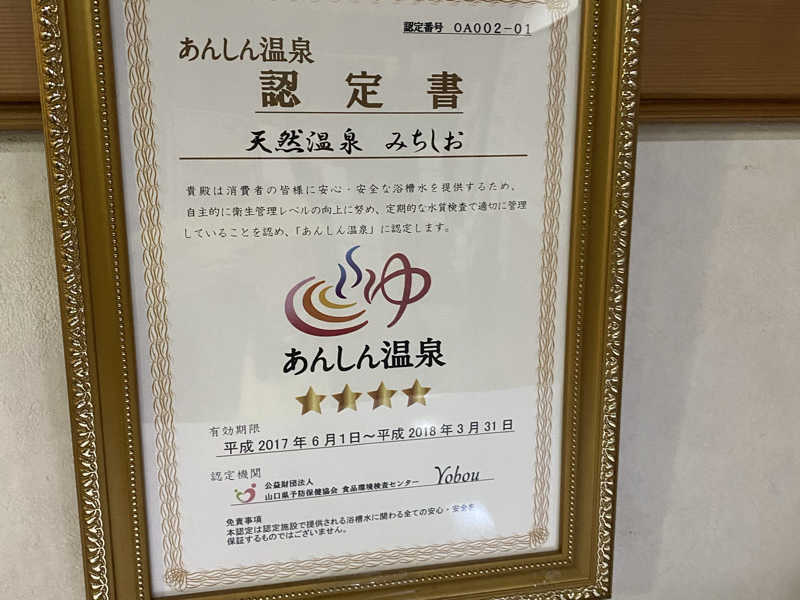 認定番号 OA002-01
あんしん温泉
認定書
天然温泉 みちしお
貴殿は消費者の皆様に安心・安全な浴槽水を提供するため、
自主的に衛生管理レベルの向上に努め、定期的な水質検査で適切に管理
していることを認め、「あんしん温泉」に認定します。
ゆ
あんしん温泉
有効期限
平成 2017 年 6 月 1 日～平成 2018 年 3 月 31 日
認定機関
公益財団法人
山口県予防保健協会 食品環境検査センター Yobou
免責事項
本認定は認定施設で提供される浴槽水に関わる全ての安心・安全を
保証するものではございません。